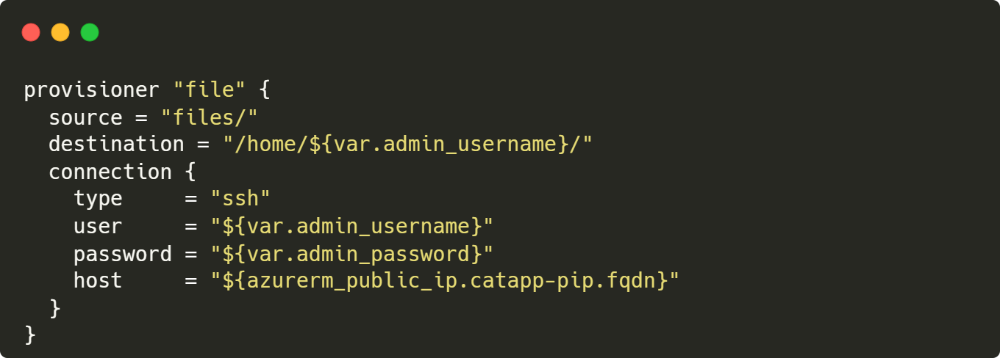 provisioner "file" {
  source = "files/"
  destination = "/home/${var.admin_username}/"
  connection {
    type     = "ssh"
    user     = "${var.admin_username}"
    password = "${var.admin_password}"
    host     = "${azurerm_public_ip.catapp-pip.fqdn}"
  }
}